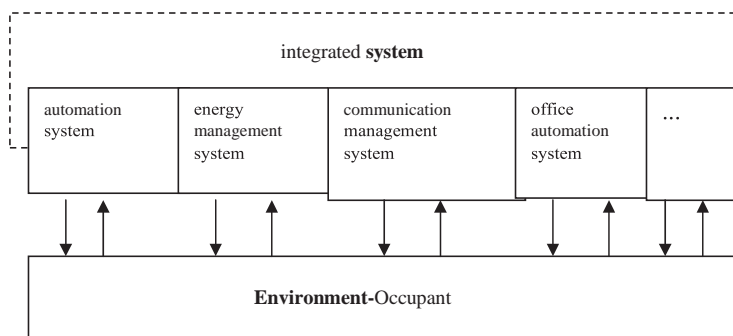 integrated system
automation
system
energy
management
system
communication
management
system
office
automation
system
...
Environment-Occupant